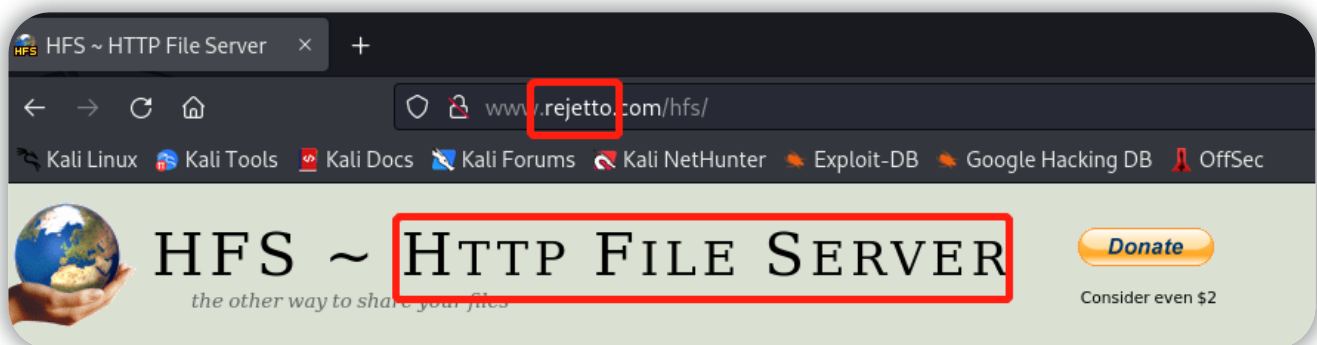 HFS ~ HTTP File Server × +
www.rejetto.com/hfs/
Kali Linux Kali Tools Kali Docs Kali Forums Kali NetHunter Exploit-DB Google Hacking DB OffSec
HFS ~ HTTP FILE SERVER
Donate
the other way to share your files
Consider even $2